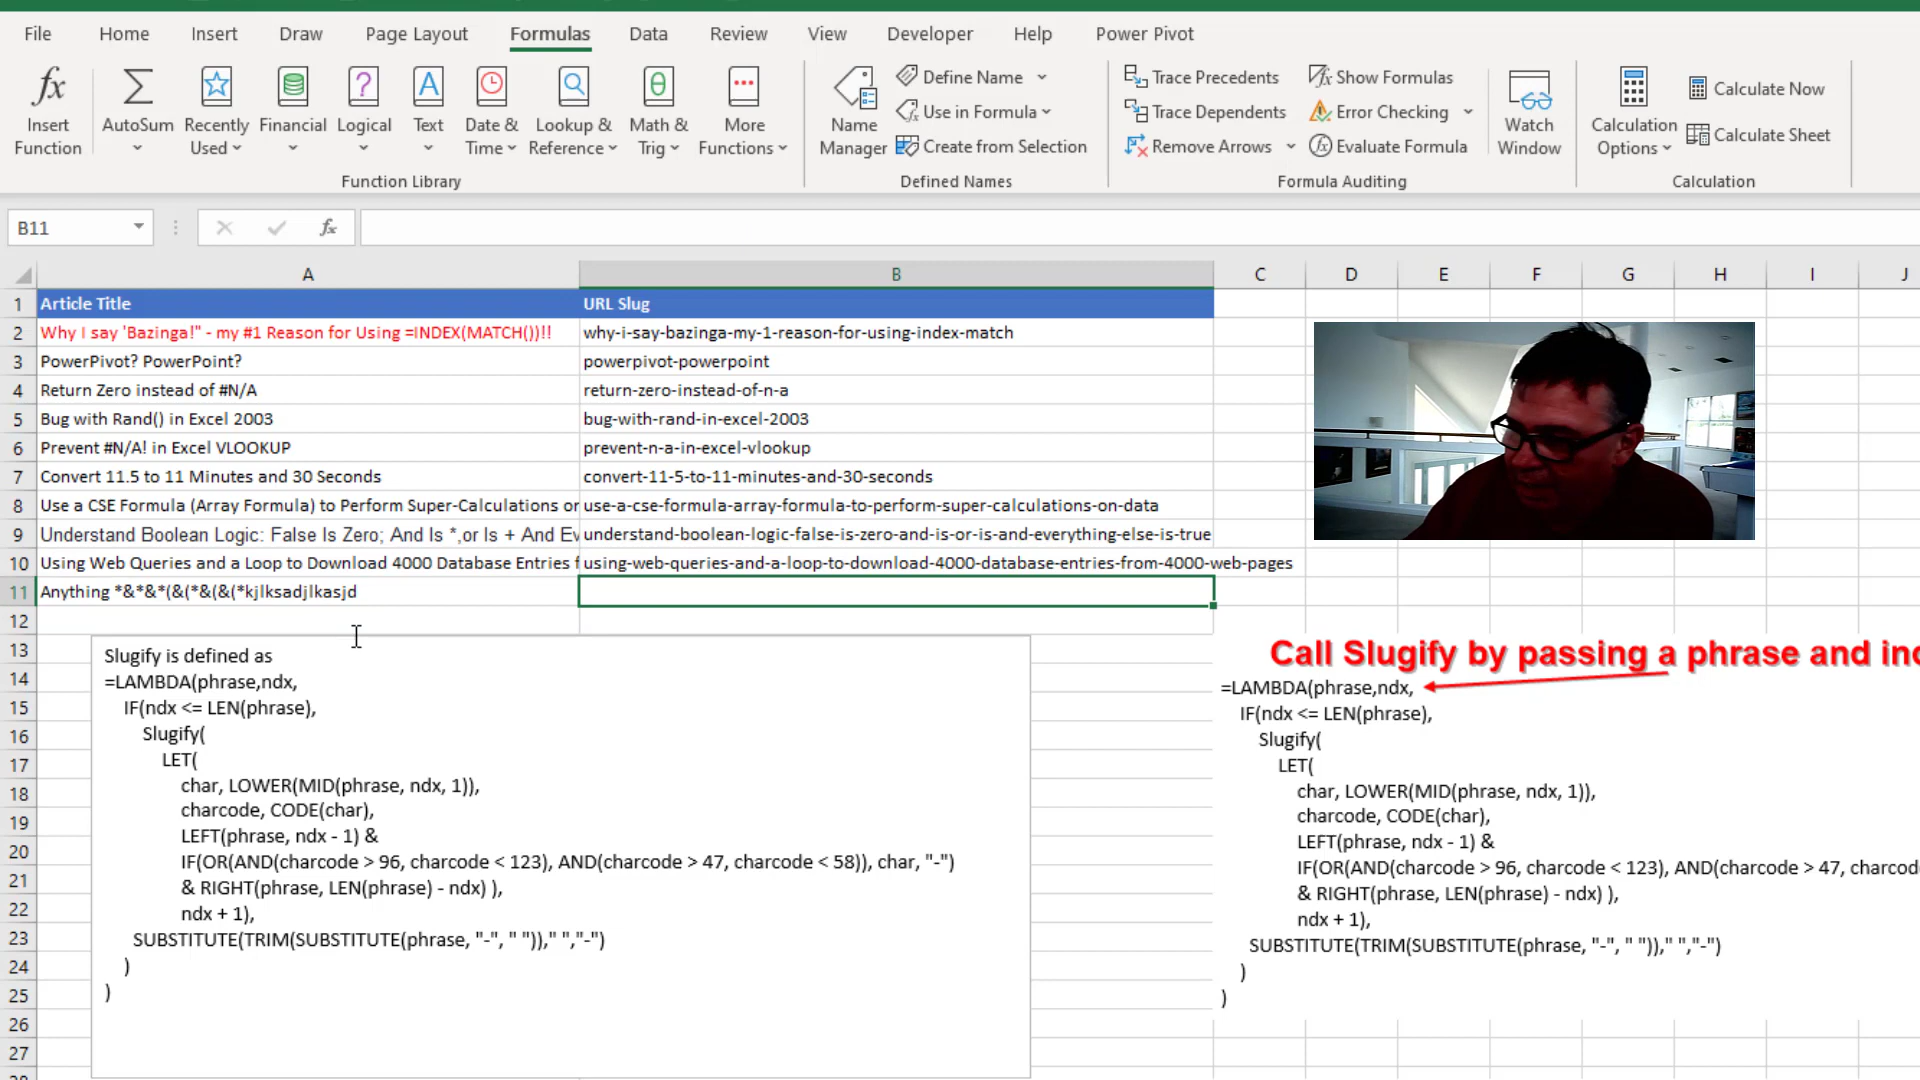 File Home Insert Draw Page Layout Formulas Data Review View Developer Help Power Pivot
Insert Function
AutoSum
Recently Used
Financial
Logical
Text
Date & Time
Lookup & Reference
Math & Trig
More Functions
Function Library
Name Manager
Define Name
Use in Formula
Create from Selection
Defined Names
Trace Precedents
Trace Dependents
Remove Arrows
Show Formulas
Error Checking
Evaluate Formula
Formula Auditing
Watch Window
Calculation Options
Calculate Now
Calculate Sheet
Calculation
B11
fx
A B C D E F G H I J
1 Article Title URL Slug
2 Why I say 'Bazinga!" - my #1 Reason for Using =INDEX(MATCH())!! why-i-say-bazinga-my-1-reason-for-using-index-match
3 PowerPivot? PowerPoint? powerpivot-powerpoint
4 Return Zero instead of #N/A return-zero-instead-of-n-a
5 Bug with Rand() in Excel 2003 bug-with-rand-in-excel-2003
6 Prevent #N/A! in Excel VLOOKUP prevent-n-a-in-excel-vlookup
7 Convert 11.5 to 11 Minutes and 30 Seconds convert-11-5-to-11-minutes-and-30-seconds
8 Use a CSE Formula (Array Formula) to Perform Super-Calculations or use-a-cse-formula-array-formula-to-perform-super-calculations-on-data
9 Understand Boolean Logic: False Is Zero; And Is *,or Is + And Ev understand-boolean-logic-false-is-zero-and-is-or-is-and-everything-else-is-true
10 Using Web Queries and a Loop to Download 4000 Database Entries f using-web-queries-and-a-loop-to-download-4000-database-entries-from-4000-web-pages
11 Anything *&*&*(&(*&(&(*kjlksadjlkasjd
12
13
14
15
16
17
18
19
20
21
22
23
24
25
26
27
Slugify is defined as
=LAMBDA(phrase,ndx,
IF(ndx <= LEN(phrase),
Slugify(
LET(
char, LOWER(MID(phrase, ndx, 1)),
charcode, CODE(char),
LEFT(phrase, ndx - 1) &
IF(OR(AND(charcode > 96, charcode < 123), AND(charcode > 47, charcode < 58)), char, "-")
& RIGHT(phrase, LEN(phrase) - ndx) ),
ndx + 1),
SUBSTITUTE(TRIM(SUBSTITUTE(phrase, "-", " "))," ","-")
)
)
Call Slugify by passing a phrase and in
=LAMBDA(phrase,ndx,
IF(ndx <= LEN(phrase),
Slugify(
LET(
char, LOWER(MID(phrase, ndx, 1)),
charcode, CODE(char),
LEFT(phrase, ndx - 1) &
IF(OR(AND(charcode > 96, charcode < 123), AND(charcode > 47, charco
& RIGHT(phrase, LEN(phrase) - ndx) ),
ndx + 1),
SUBSTITUTE(TRIM(SUBSTITUTE(phrase, "-", " "))," ","-")
)
)